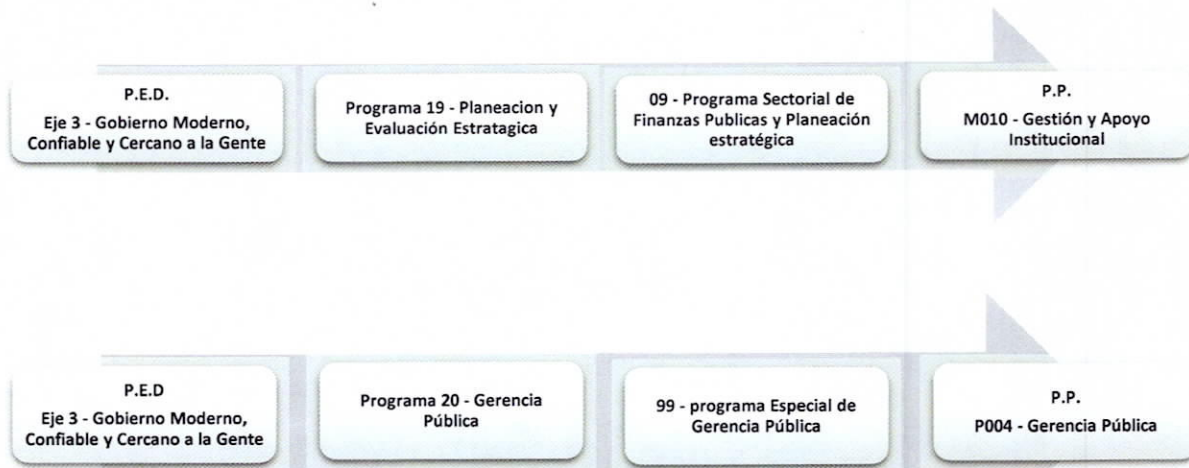 P.E.D.
Eje 3 - Gobierno Moderno,
Confiable y Cercano a la Gente
Programa 19 - Planeacion y
Evaluación Estratagica
09 - Programa Sectorial de
Finanzas Publicas y Planeación
estratégica
P.P.
M010 - Gestión y Apoyo
Institucional
P.E.D
Eje 3 - Gobierno Moderno,
Confiable y Cercano a la Gente
Programa 20 - Gerencia
Pública
99 - programa Especial de
Gerencia Pública
P.P.
P004 - Gerencia Pública